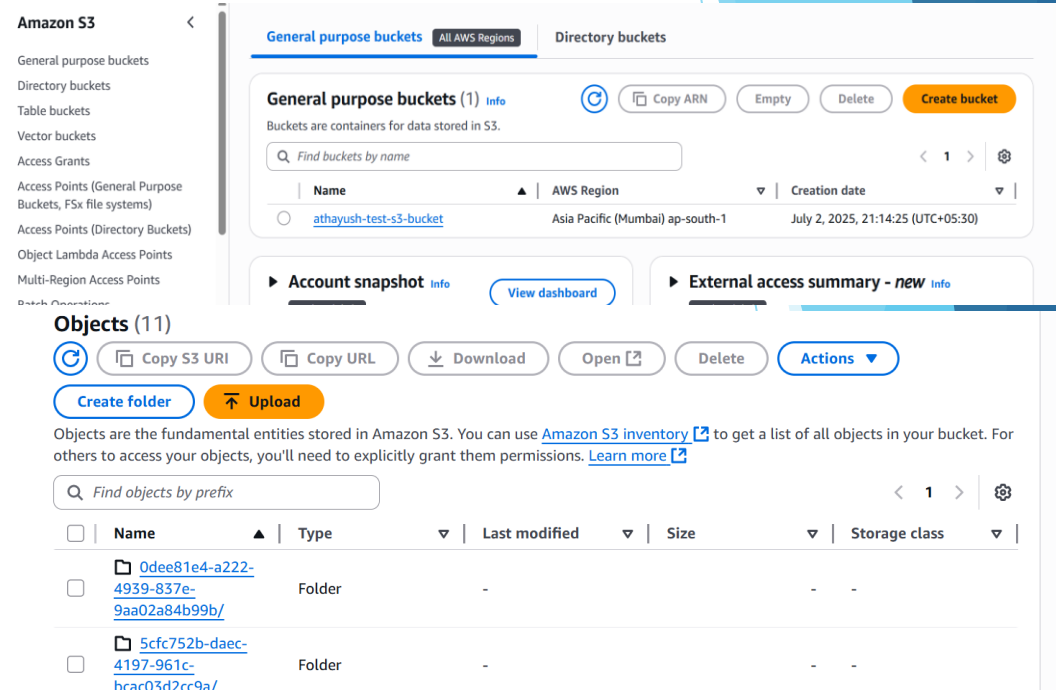 Amazon S3
General purpose buckets
Directory buckets
Table buckets
Vector buckets
Access Grants
Access Points (General Purpose
Buckets, FSx file systems)
Access Points (Directory Buckets)
Object Lambda Access Points
Multi-Region Access Points
Batch Operations
General purpose buckets All AWS Regions Directory buckets
General purpose buckets (1) Info
Copy ARN Empty Delete Create bucket
Buckets are containers for data stored in S3.
Find buckets by name
1
Name AWS Region Creation date
athayush-test-s3-bucket Asia Pacific (Mumbai) ap-south-1 July 2, 2025, 21:14:25 (UTC+05:30)
Account snapshot Info View dashboard
External access summary - new Info
Objects (11)
Copy S3 URI Copy URL Download Open Delete Actions
Create folder Upload
Objects are the fundamental entities stored in Amazon S3. You can use Amazon S3 inventory to get a list of all objects in your bucket. For
others to access your objects, you'll need to explicitly grant them permissions. Learn more
Find objects by prefix
1
Name Type Last modified Size Storage class
0dee81e4-a222-
4939-837e-
9aa02a84b99b/
Folder - - -
5cfc752b-daec-
4197-961c-
bcac03d2cc9a/
Folder - - -